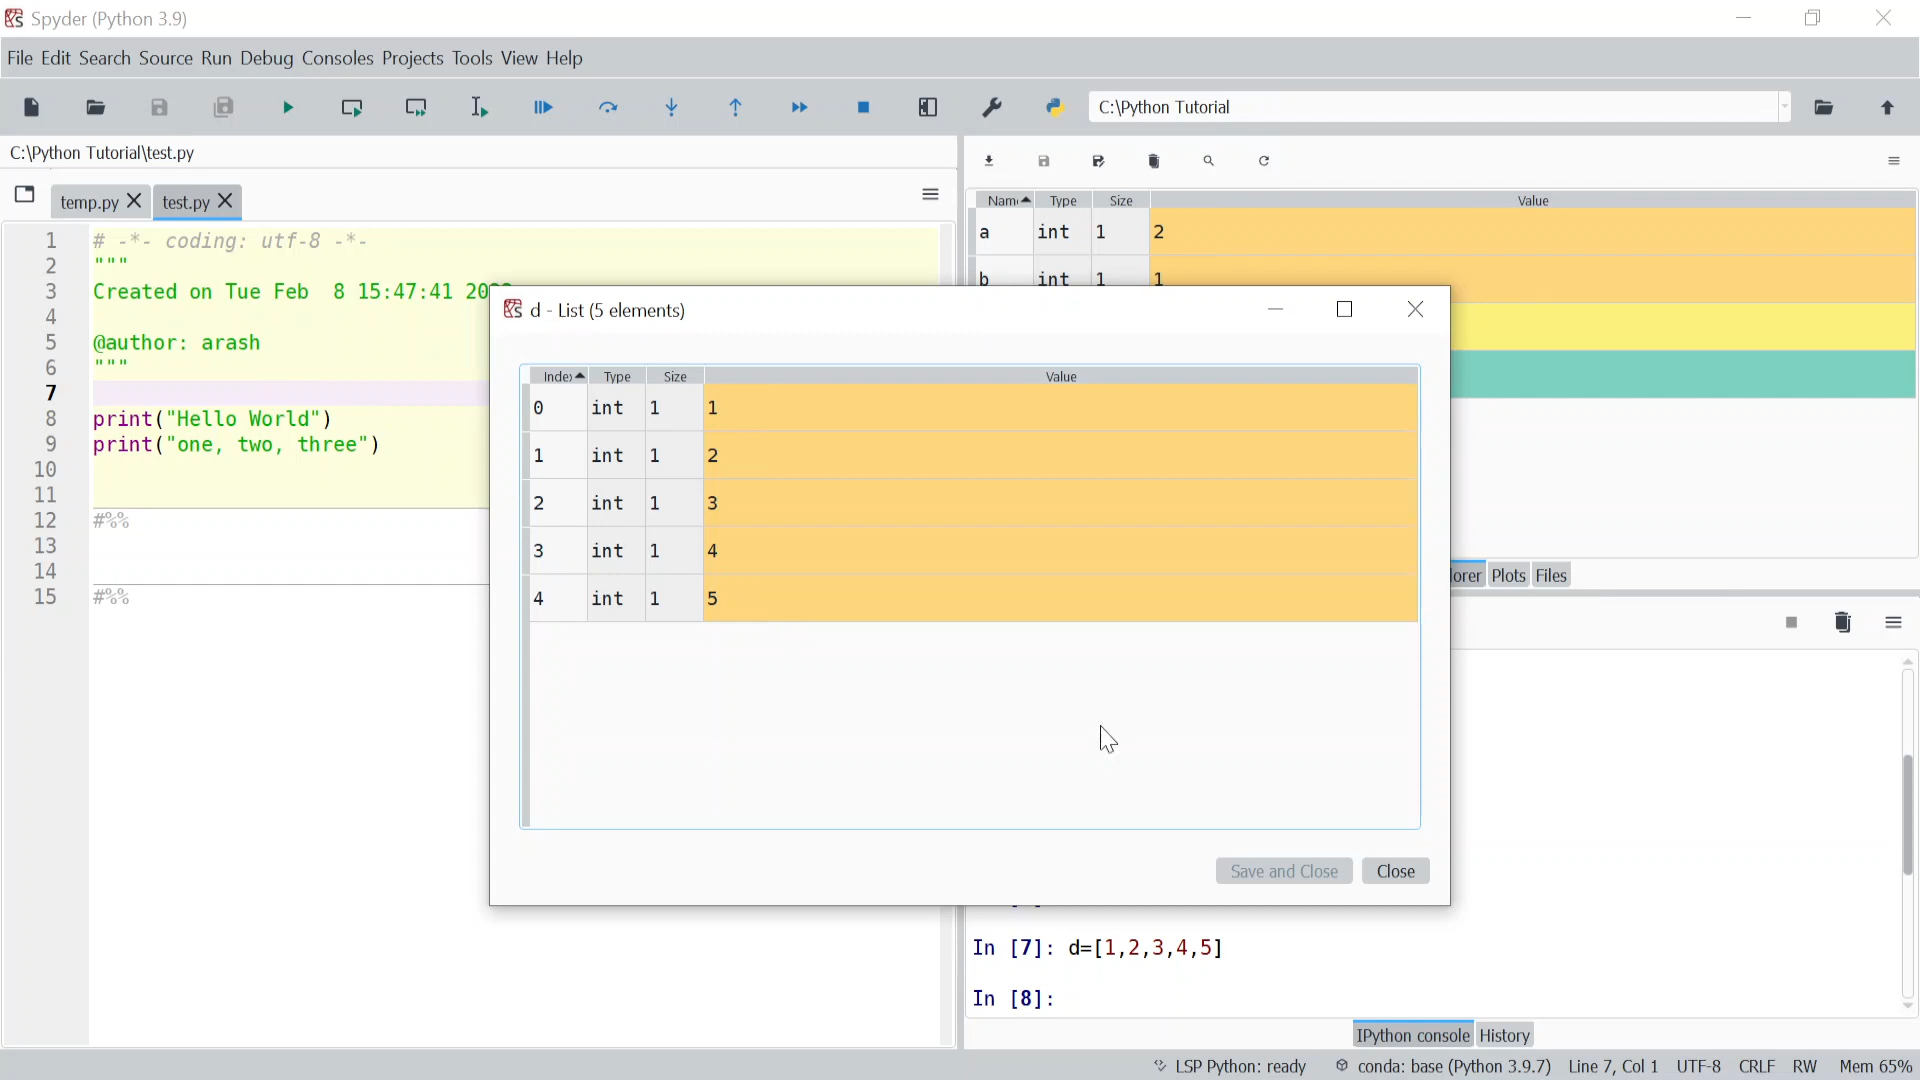 Spyder (Python 3.9)
File Edit Search Source Run Debug Consoles Projects Tools View Help
C:\Python Tutorial
C:\Python Tutorial\test.py
temp.py test.py
Name Type Size Value
a int 1 2
b int 1 1
1 # -*- coding: utf-8 -*-
2 """
3 Created on Tue Feb  8 15:47:41 20
4
5 @author: arash
6 """
7
8 print("Hello World")
9 print("one, two, three")
10
11
12 #%%
13
14
15 #%%
d - List (5 elements)
Index Type Size Value
0 int 1 1
1 int 1 2
2 int 1 3
3 int 1 4
4 int 1 5
Save and Close Close
lorer Plots Files
In [7]: d=[1,2,3,4,5]
In [8]:
IPython console History
LSP Python: ready conda: base (Python 3.9.7) Line 7, Col 1 UTF-8 CRLF RW Mem 65%